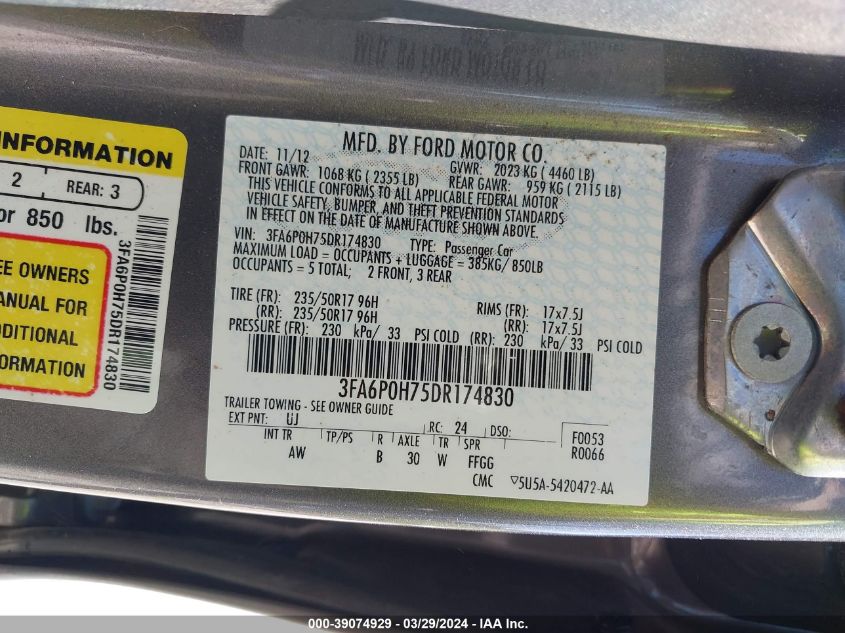 INFORMATION
2
REAR: 3
or 850 lbs.
EE OWNERS
ANUAL FOR
DDITIONAL
FORMATION
3FA6P0H75DR174830
MFD. BY FORD MOTOR CO.
DATE: 11/12 GVWR: 2023 KG ( 4460 LB)
FRONT GAWR: 1068 KG ( 2355 LB) REAR GAWR: 959 KG ( 2115 LB)
THIS VEHICLE CONFORMS TO ALL APPLICABLE FEDERAL MOTOR
VEHICLE SAFETY, BUMPER, AND THEFT PREVENTION STANDARDS
IN EFFECT ON THE DATE OF MANUFACTURE SHOWN ABOVE.
VIN: 3FA6P0H75DR174830 TYPE: Passenger Car
MAXIMUM LOAD = OCCUPANTS + LUGGAGE = 385KG/ 850LB
OCCUPANTS = 5 TOTAL; 2 FRONT, 3 REAR
TIRE (FR): 235/50R17 96H RIMS (FR): 17x7.5J
(RR): 235/50R17 96H (RR): 17x7.5J
PRESSURE (FR): 230 kPa/ 33 PSI COLD (RR): 230 kPa/ 33 PSI COLD
3FA6P0H75DR174830
TRAILER TOWING - SEE OWNER GUIDE
EXT PNT: UJ RC: 24 DSO: F0053
INT TR TP/PS R AXLE TR SPR R0066
AW B 30 W FFGG
CMC ▽5U5A-5420472-AA
000-39074929 - 03/29/2024 - IAA Inc.